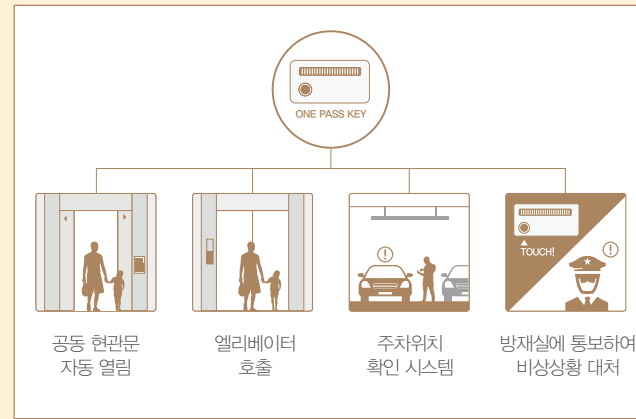 ONE PASS KEY
TOUCH!
공동 현관문
자동 열림
엘리베이터
호출
주차위치
확인 시스템
방재실에 통보하여
비상상황 대처